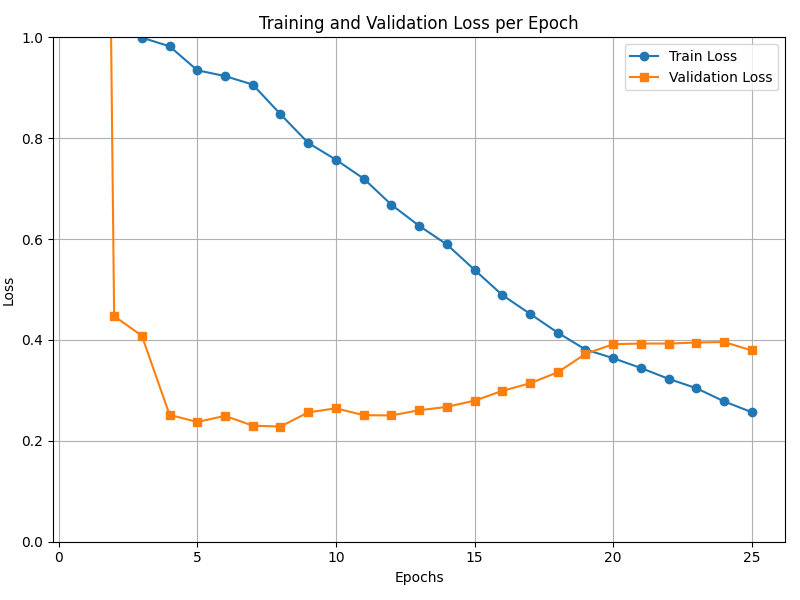 Training and Validation Loss per Epoch
Train Loss
Validation Loss
1.0
0.8
0.6
0.4
0.2
0.0
Loss
0 5 10 15 20 25
Epochs